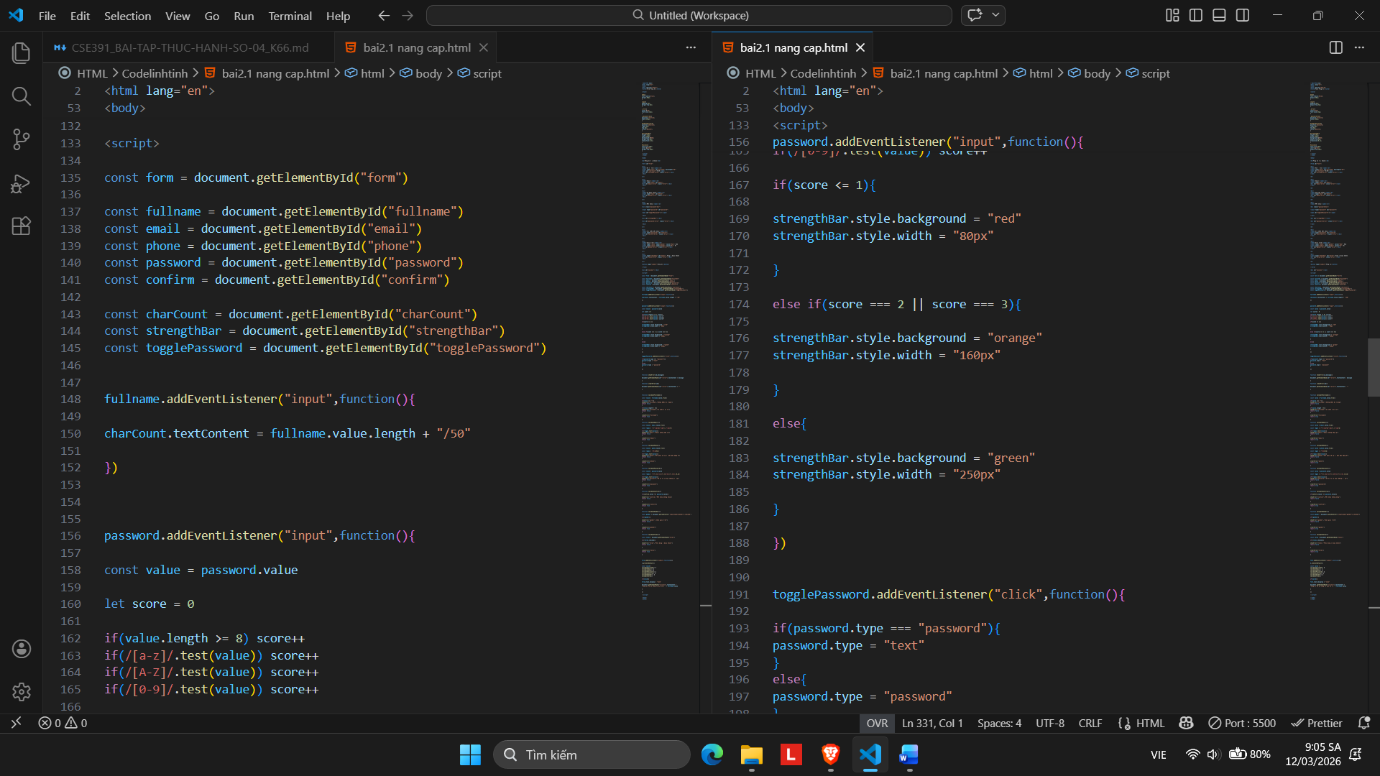 File Edit Selection View Go Run Terminal Help
Untitled (Workspace)
CSE391_BAI-TAP-THUC-HANH-SO-04_K66.md
bai2.1 nang cap.html
HTML > Codelinhtinh > bai2.1 nang cap.html > html > body > script
2 <html lang="en">
53 <body>
132
133 <script>
134
135 const form = document.getElementById("form")
136
137 const fullname = document.getElementById("fullname")
138 const email = document.getElementById("email")
139 const phone = document.getElementById("phone")
140 const password = document.getElementById("password")
141 const confirm = document.getElementById("confirm")
142
143 const charCount = document.getElementById("charCount")
144 const strengthBar = document.getElementById("strengthBar")
145 const togglePassword = document.getElementById("togglePassword")
146
147
148 fullname.addEventListener("input",function(){
149
150 charCount.textContent = fullname.value.length + "/50"
151
152 })
153
154
155
156 password.addEventListener("input",function(){
157
158 const value = password.value
159
160 let score = 0
161
162 if(value.length >= 8) score++
163 if(/[a-z]/.test(value)) score++
164 if(/[A-Z]/.test(value)) score++
165 if(/[0-9]/.test(value)) score++
166
bai2.1 nang cap.html
HTML > Codelinhtinh > bai2.1 nang cap.html > html > body > script
2 <html lang="en">
53 <body>
133 <script>
156 password.addEventListener("input",function(){
165 if(/[0-9]/.test(value)) score++
166
167 if(score <= 1){
168
169 strengthBar.style.background = "red"
170 strengthBar.style.width = "80px"
171
172 }
173
174 else if(score === 2 || score === 3){
175
176 strengthBar.style.background = "orange"
177 strengthBar.style.width = "160px"
178
179 }
180
181 else{
182
183 strengthBar.style.background = "green"
184 strengthBar.style.width = "250px"
185
186 }
187
188 })
189
190
191 togglePassword.addEventListener("click",function(){
192
193 if(password.type === "password"){
194 password.type = "text"
195 }
196 else{
197 password.type = "password"
198 }
0 0
OVR Ln 331, Col 1 Spaces: 4 UTF-8 CRLF {} HTML Port : 5500 Prettier
Tìm kiếm
L
VIE
80%
9:05 SA
12/03/2026